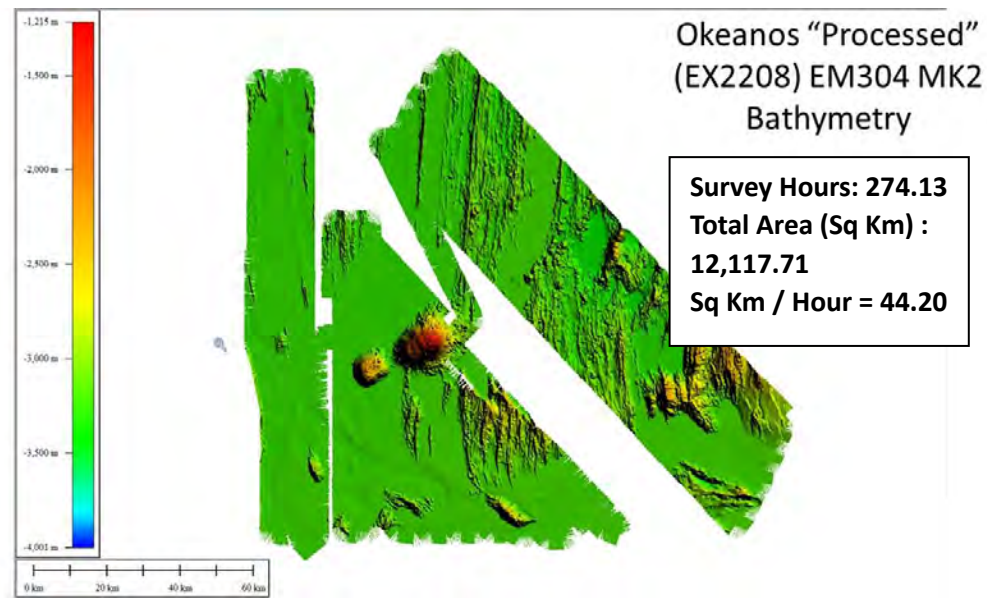 Okeanos “Processed”
(EX2208) EM304 MK2
Bathymetry
Survey Hours: 274.13
Total Area (Sq Km) :
12,117.71
Sq Km / Hour = 44.20
-1,215 m
-1,500 m
-2,000 m
-2,500 m
-3,000 m
-3,500 m
-4,001 m
0 km 20 km 40 km 60 km